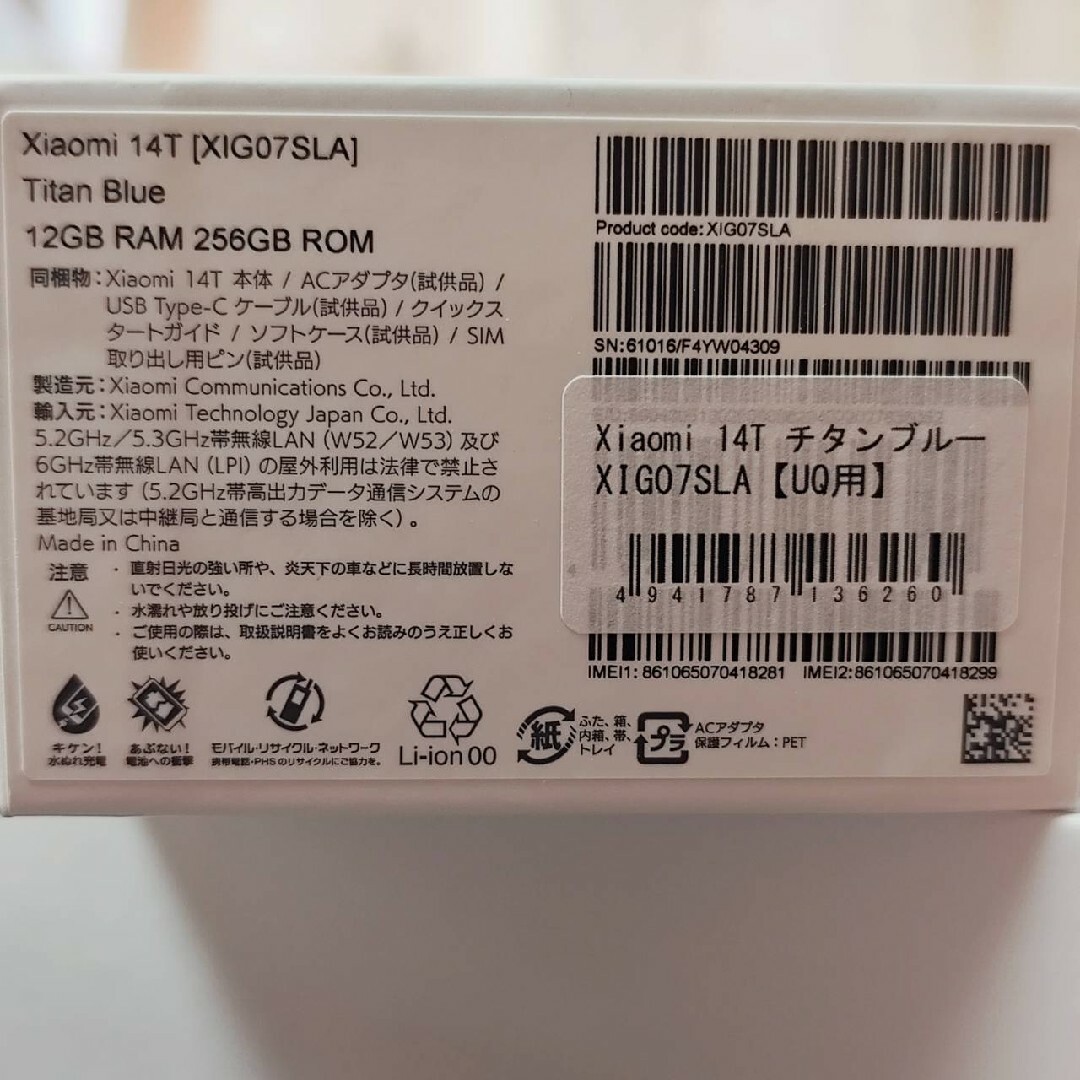 Xiaomi 14T [XIG07SLA]
Titan Blue
12GB RAM 256GB ROM
同梱物：Xiaomi 14T 本体 / ACアダプタ(試供品) /
USB Type-C ケーブル(試供品) / クイックス
タートガイド / ソフトケース(試供品) / SIM
取り出し用ピン(試供品)
製造元：Xiaomi Communications Co., Ltd.
輸入元：Xiaomi Technology Japan Co., Ltd.
5.2GHz／5.3GHz帯無線LAN（W52／W53）及び
6GHz帯無線LAN（LPI）の屋外利用は法律で禁止さ
れています（5.2GHz帯高出力データ通信システムの
基地局又は中継局と通信する場合を除く）。
Made in China
注意
CAUTION
・直射日光の強い所や、炎天下の車などに長時間放置しな
いでください。
・水濡れや放り投げにご注意ください。
・ご使用の際は、取扱説明書をよくお読みのうえ正しくお
使いください。
キケン！
水ぬれ充電
あぶない！
電池への衝撃
モバイル・リサイクル・ネットワーク
携帯電話・PHSのリサイクルにご協力を。
Li-ion 00
紙
ふた、箱、
内箱、帯、
トレイ
プラ
ACアダプタ
保護フィルム：PET
Product code: XIG07SLA
SN:61016/F4YW04309
Xiaomi 14T チタンブルー
XIG07SLA【UQ用】
4941787136260
IMEI1: 861065070418281 IMEI2:861065070418299